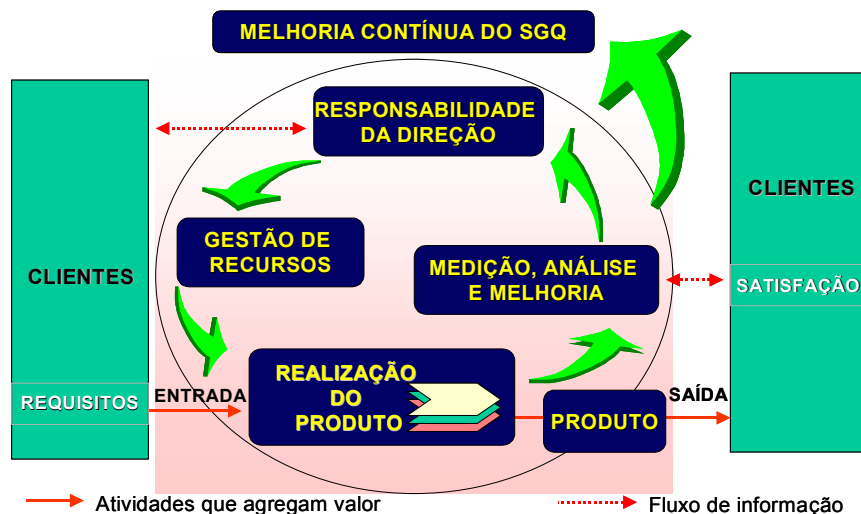 MELHORIA CONTÍNUA DO SGQ
RESPONSABILIDADE
DA DIREÇÃO
CLIENTES
GESTÃO DE
RECURSOS
MEDIÇÃO, ANÁLISE
E MELHORIA
CLIENTES
SATISFAÇÃO
REQUISITOS
ENTRADA
REALIZAÇÃO
DO
PRODUTO
PRODUTO
SAÍDA
Atividades que agregam valor
Fluxo de informação